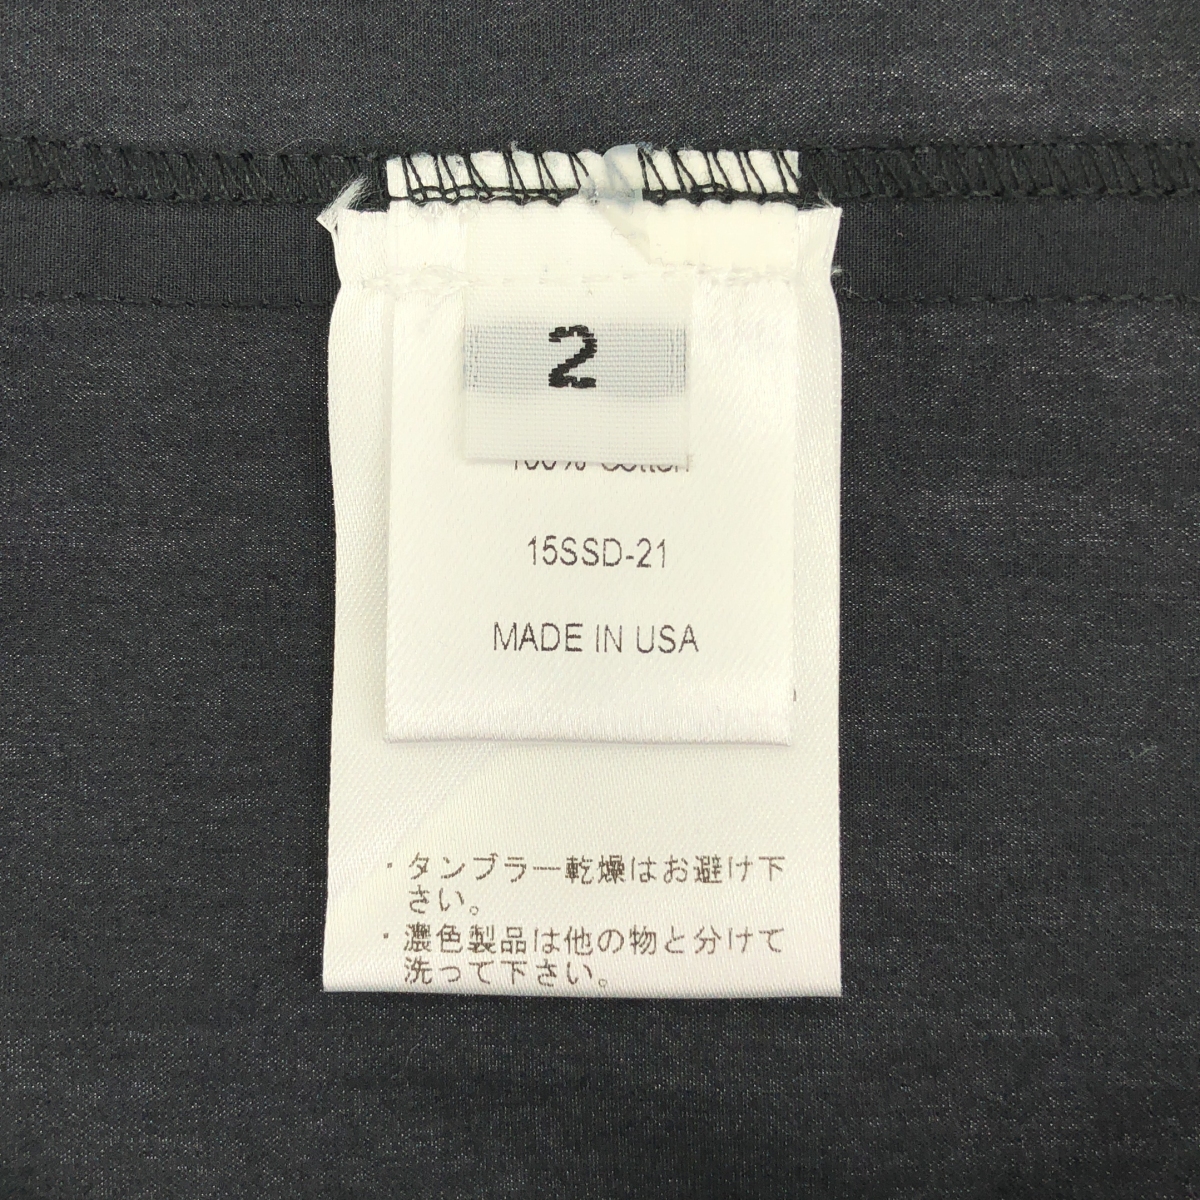 2
100% Cotton
15SSD-21
MADE IN USA
・タンブラー乾燥はお避け下
さい。
・濃色製品は他の物と分けて
洗って下さい。